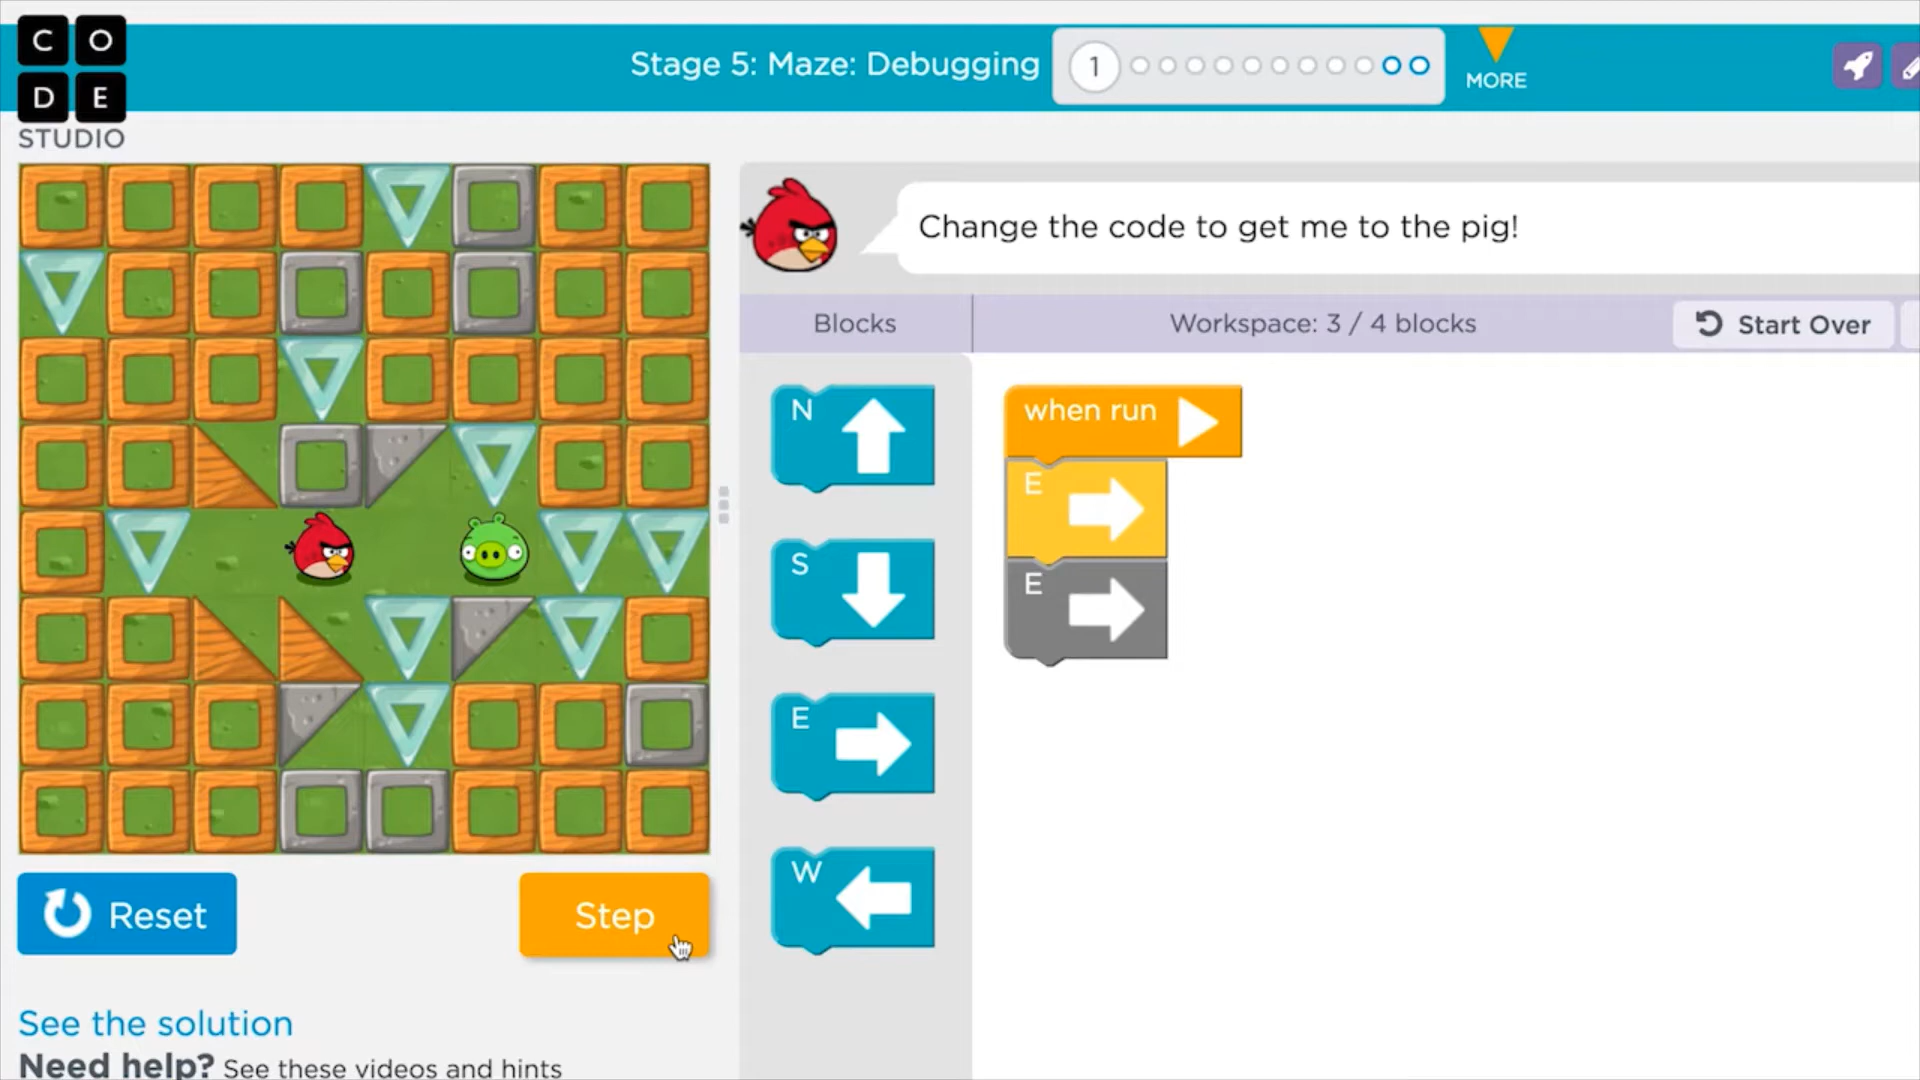 C O
D E
STUDIO
Stage 5: Maze: Debugging
1
MORE
Change the code to get me to the pig!
Blocks
Workspace: 3 / 4 blocks
Start Over
N
S
E
W
when run
E
E
Reset
Step
See the solution
Need help? See these videos and hints